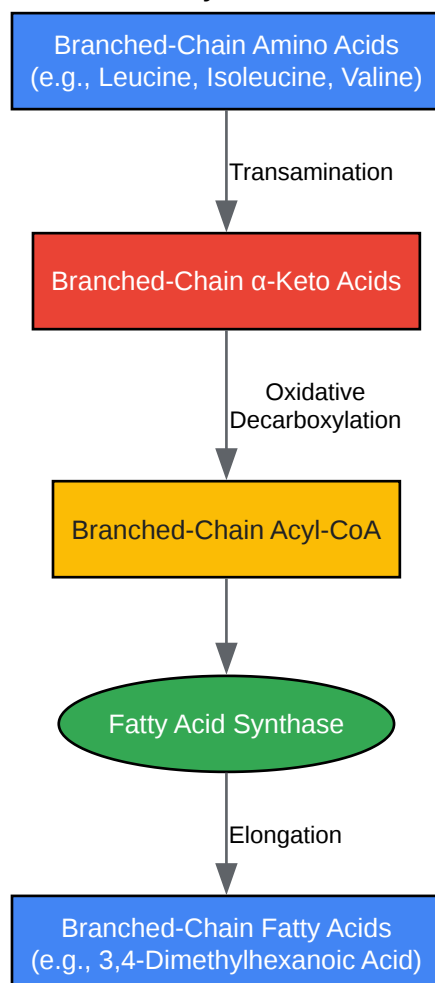 Branched-Chain Amino Acids
(e.g., Leucine, Isoleucine, Valine)
Transamination
Branched-Chain α-Keto Acids
Oxidative
Decarboxylation
Branched-Chain Acyl-CoA
Fatty Acid Synthase
Elongation
Branched-Chain Fatty Acids
(e.g., 3,4-Dimethylhexanoic Acid)